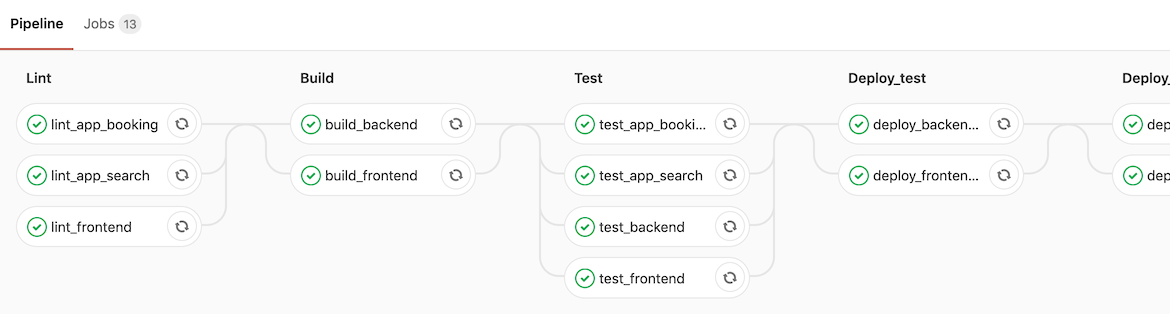 Pipeline Jobs 13
Lint Build Test Deploy_test Deploy_
lint_app_booking build_backend test_app_booki... deploy_backen... dep
lint_app_search build_frontend test_app_search deploy_fronten... dep
lint_frontend test_backend
test_frontend